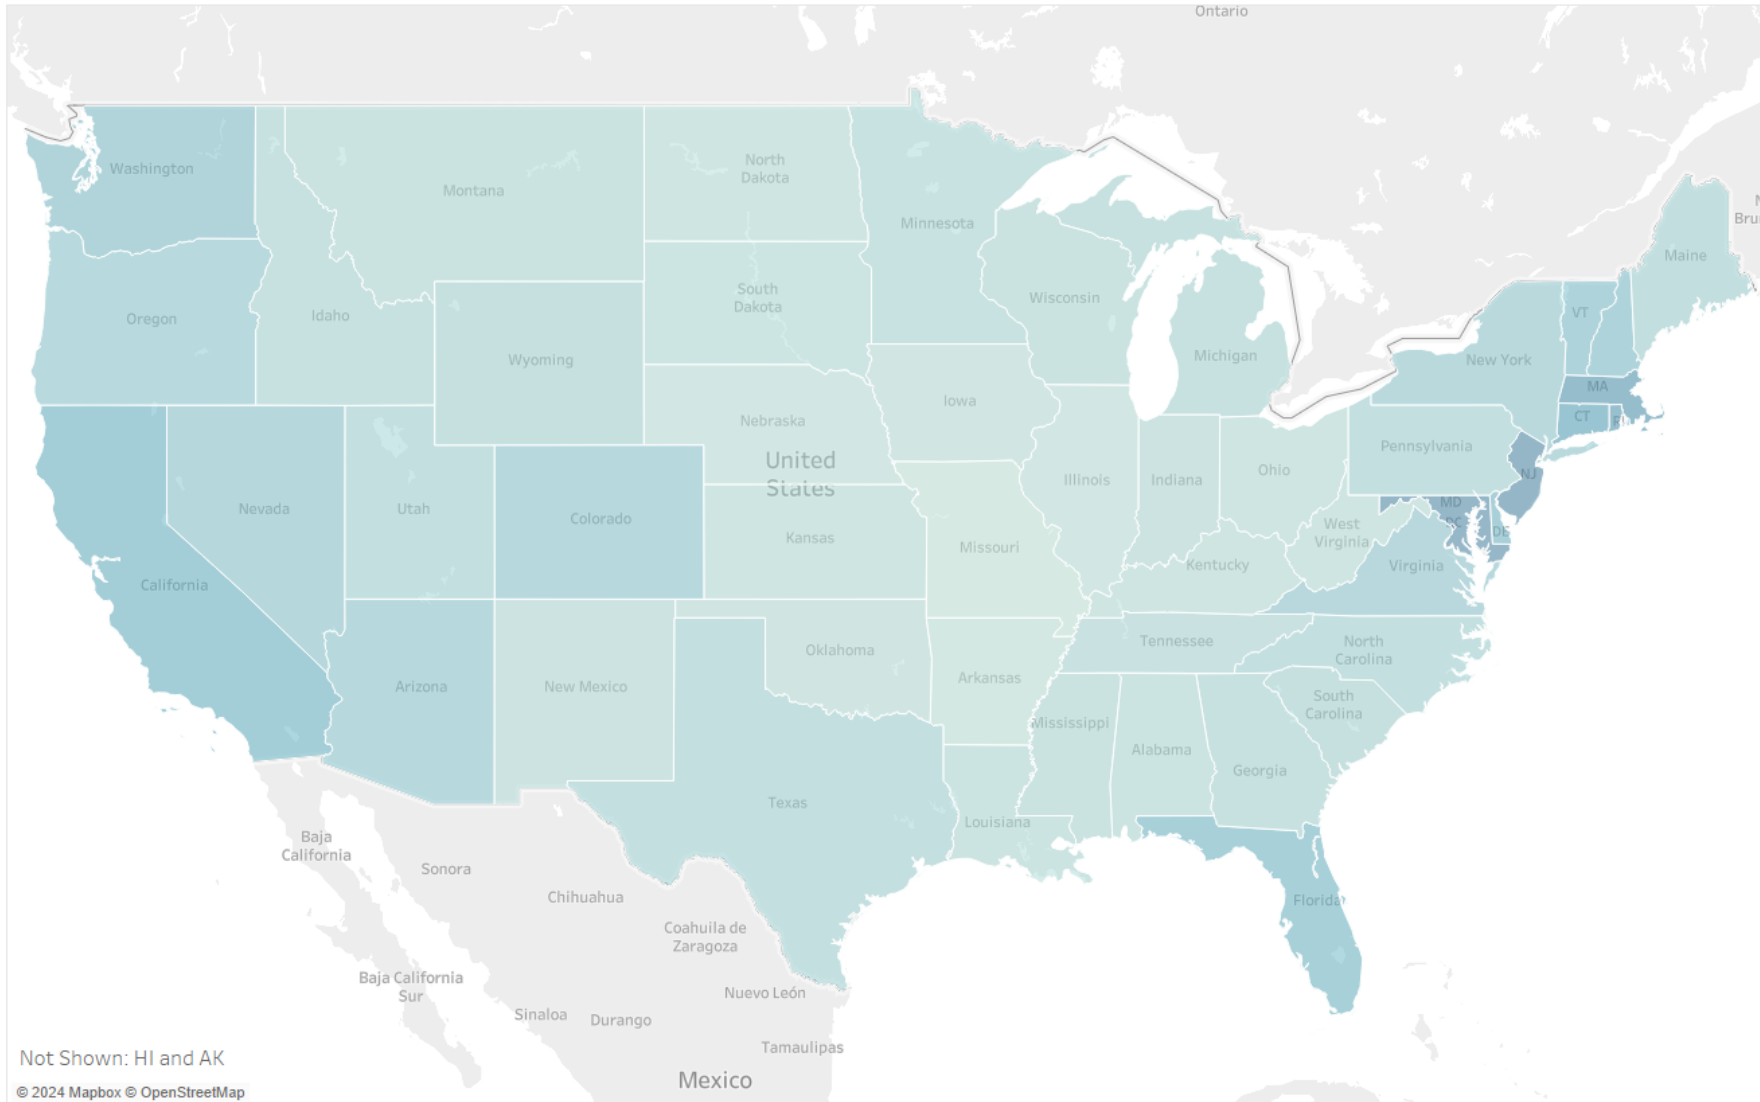 Ontario
Washington
Montana
North
Dakota
Minnesota
Maine
Oregon
Idaho
South
Dakota
Wisconsin
VT
Wyoming
Michigan
New York
MA
Iowa
CT
RI
Nebraska
Pennsylvania
United
States
Illinois
Indiana
Ohio
NJ
Nevada
Utah
Colorado
MD
DC
DE
Kansas
Missouri
West
Virginia
California
Kentucky
Virginia
Oklahoma
Tennessee
North
Carolina
Arizona
New Mexico
Arkansas
South
Carolina
Mississippi
Alabama
Georgia
Texas
Louisiana
Baja
California
Sonora
Chihuahua
Florida
Coahuila de
Zaragoza
Baja California
Sur
Nuevo León
Sinaloa
Durango
Tamaulipas
Not Shown: HI and AK
Mexico
© 2024 Mapbox © OpenStreetMap